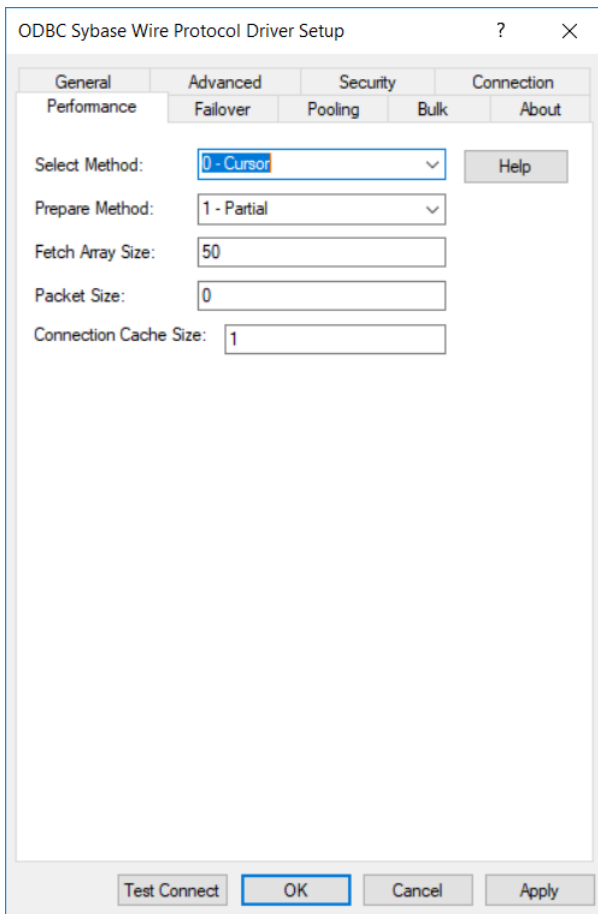 ODBC Sybase Wire Protocol Driver Setup ?
General Advanced Security Connection
Performance Failover Pooling Bulk About
Select Method: 0 - Cursor Help
Prepare Method: 1 - Partial
Fetch Array Size: 50
Packet Size: 0
Connection Cache Size: 1
Test Connect OK Cancel Apply